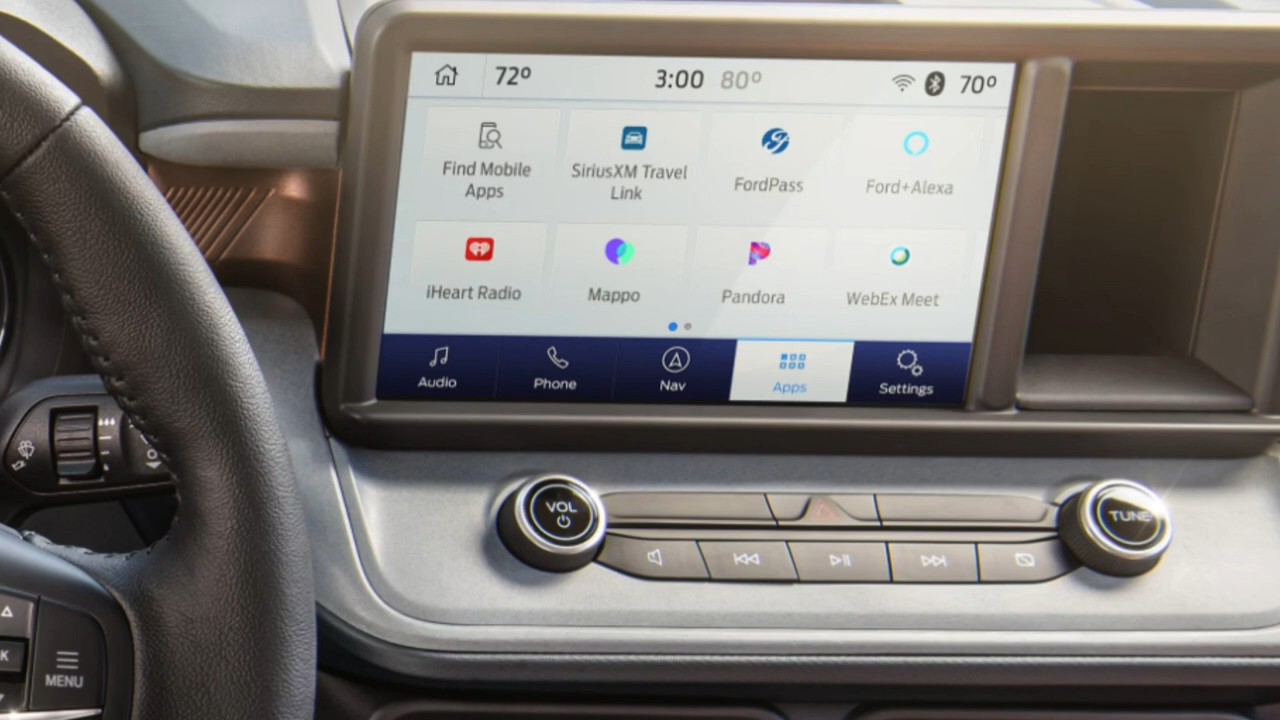 72° 3:00 80° 70°
Find Mobile
Apps
SiriusXM Travel
Link
FordPass
Ford+Alexa
iHeart Radio
Mappo
Pandora
WebEx Meet
Audio
Phone
Nav
Apps
Settings
VOL
TUNE
K
MENU